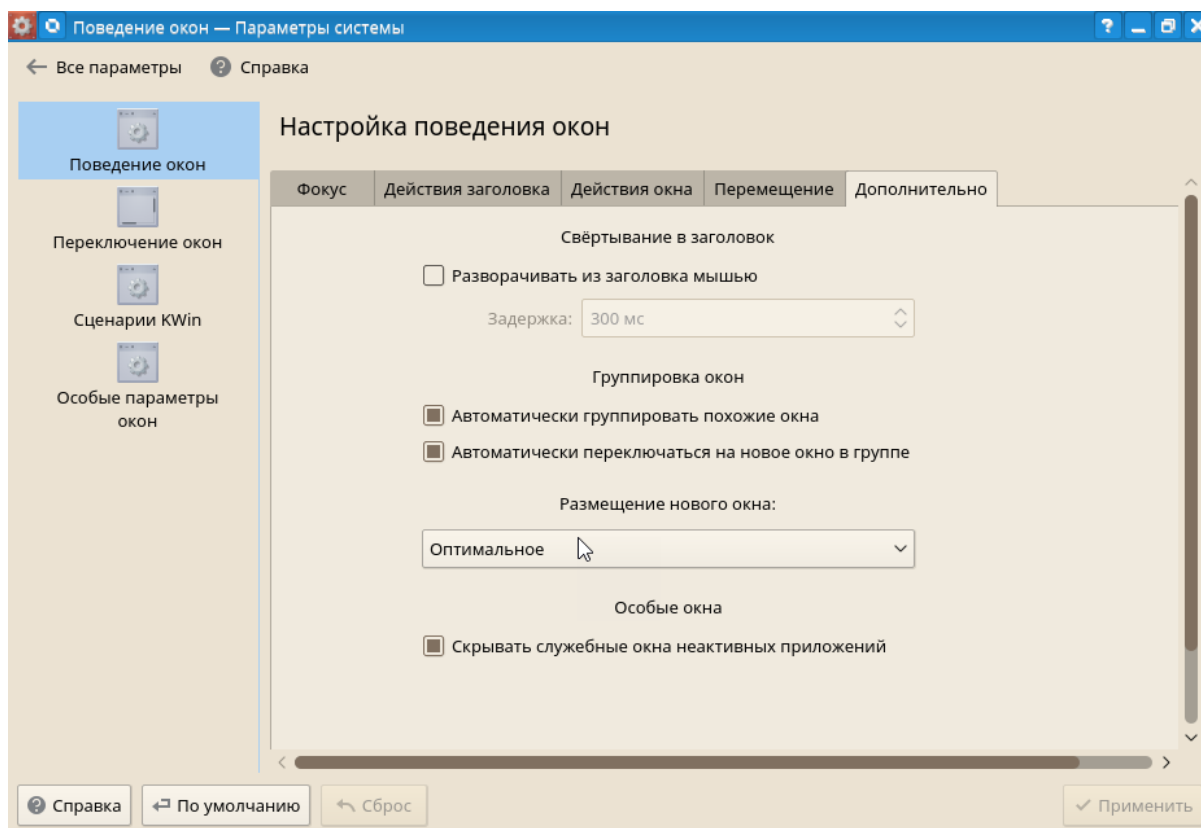 Поведение окон — Параметры системы
Все параметры
Справка
Поведение окон
Переключение окон
Сценарии KWin
Особые параметры
окон
Настройка поведения окон
Фокус
Действия заголовка
Действия окна
Перемещение
Дополнительно
Свёртывание в заголовок
Разворачивать из заголовка мышью
Задержка: 300 мс
Группировка окон
Автоматически группировать похожие окна
Автоматически переключаться на новое окно в группе
Размещение нового окна:
Оптимальное
Особые окна
Скрывать служебные окна неактивных приложений
Справка
По умолчанию
Сброс
Применить